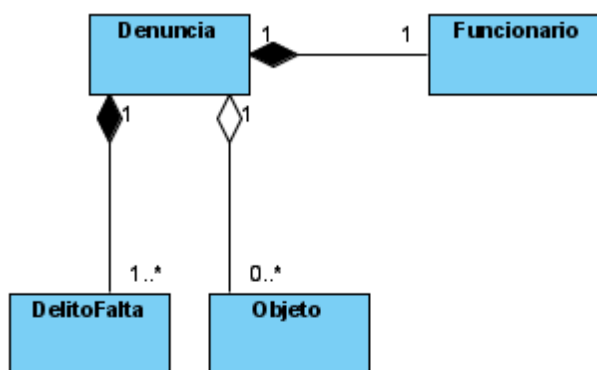 Denuncia
1
1
Funcionario
1
1
1..*
0..*
DelitoFalta
Objeto